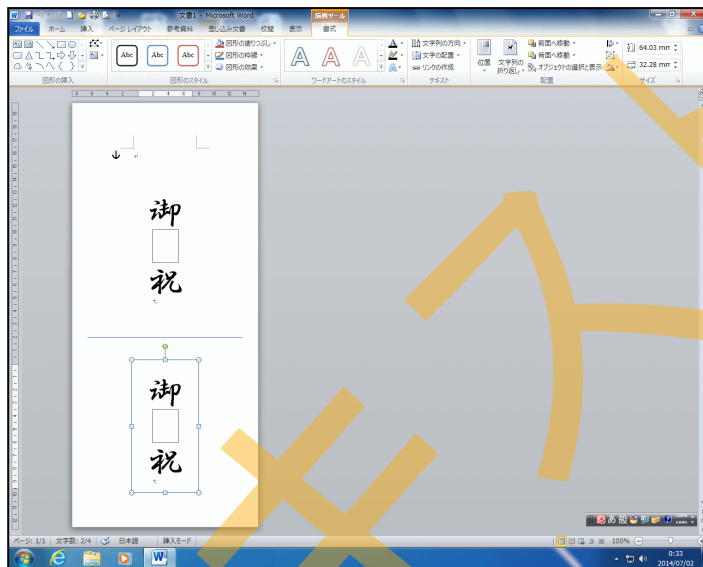 文書1 - Microsoft Word
描画ツール
ファイル ホーム 挿入 ページ レイアウト 参考資料 差し込み文書 校閲 表示 書式
Abc Abc Abc
図形の塗りつぶし
図形の枠線
図形の効果
A A A
文字列の方向
文字の配置
リンクの作成
位置
文字列の
折り返し
前面へ移動
背面へ移動
オブジェクトの選択と表示
64.03 mm
32.28 mm
図形の挿入 図形のスタイル ワードアートのスタイル テキスト 配置 サイズ
御
祝
御
祝
あ 般
ページ: 1/1 文字数: 2/4 日本語 挿入モード 100%
0:33
2014/07/02